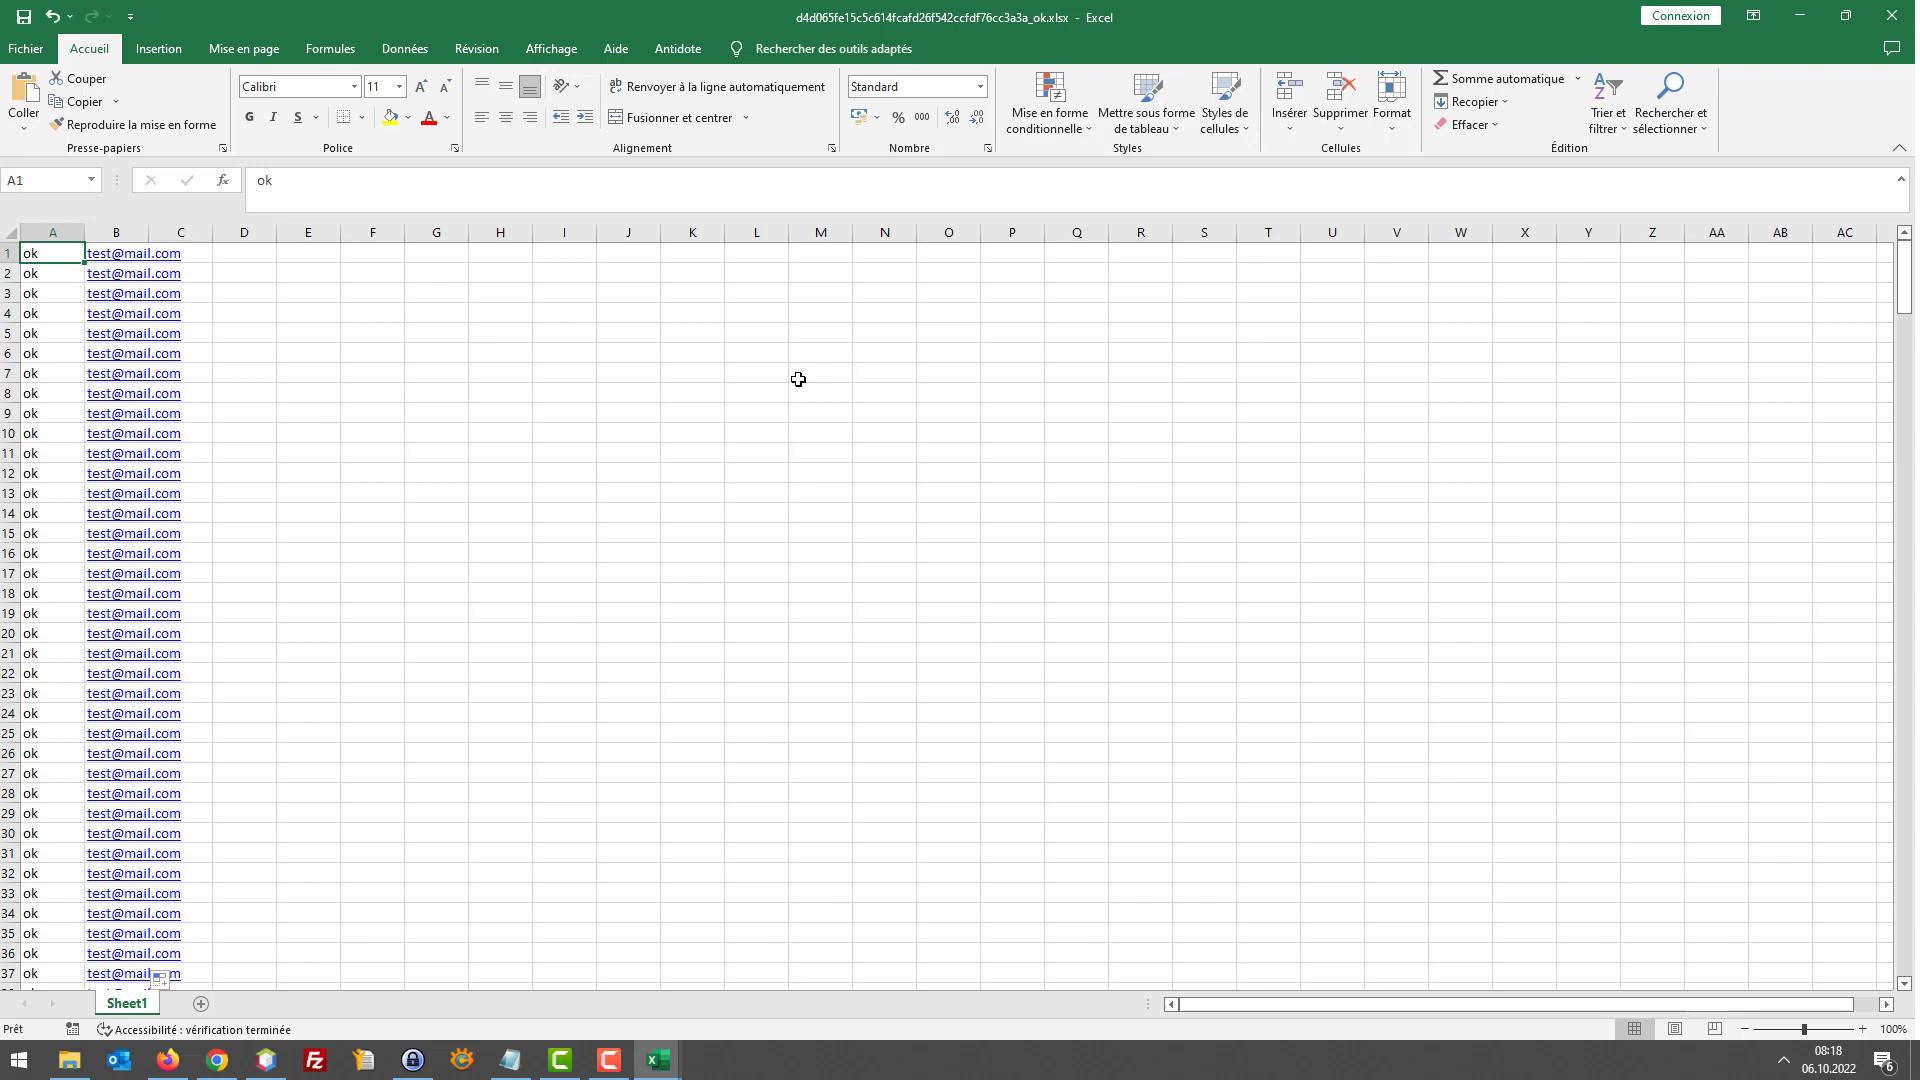 d4d065fe15c5c614fcafd26f542ccfdf76cc3a3a_ok.xlsx - Excel
Connexion
Fichier Accueil Insertion Mise en page Formules Données Révision Affichage Aide Antidote Rechercher des outils adaptés
Coller
Couper
Copier
Reproduire la mise en forme
Presse-papiers
Calibri 11
G I S
Police
Renvoyer à la ligne automatiquement
Fusionner et centrer
Alignement
Standard
% 000
Nombre
Mise en forme conditionnelle
Mettre sous forme de tableau
Styles de cellules
Styles
Insérer
Supprimer
Format
Cellules
Somme automatique
Recopier
Effacer
Trier et filtrer
Rechercher et sélectionner
Édition
A1 fx ok
A B C D E F G H I J K L M N O P Q R S T U V W X Y Z AA AB AC
1 ok test@mail.com
2 ok test@mail.com
3 ok test@mail.com
4 ok test@mail.com
5 ok test@mail.com
6 ok test@mail.com
7 ok test@mail.com
8 ok test@mail.com
9 ok test@mail.com
10 ok test@mail.com
11 ok test@mail.com
12 ok test@mail.com
13 ok test@mail.com
14 ok test@mail.com
15 ok test@mail.com
16 ok test@mail.com
17 ok test@mail.com
18 ok test@mail.com
19 ok test@mail.com
20 ok test@mail.com
21 ok test@mail.com
22 ok test@mail.com
23 ok test@mail.com
24 ok test@mail.com
25 ok test@mail.com
26 ok test@mail.com
27 ok test@mail.com
28 ok test@mail.com
29 ok test@mail.com
30 ok test@mail.com
31 ok test@mail.com
32 ok test@mail.com
33 ok test@mail.com
34 ok test@mail.com
35 ok test@mail.com
36 ok test@mail.com
37 ok
Sheet1
Prêt Accessibilité : vérification terminée 100%
08:18
06.10.2022
6